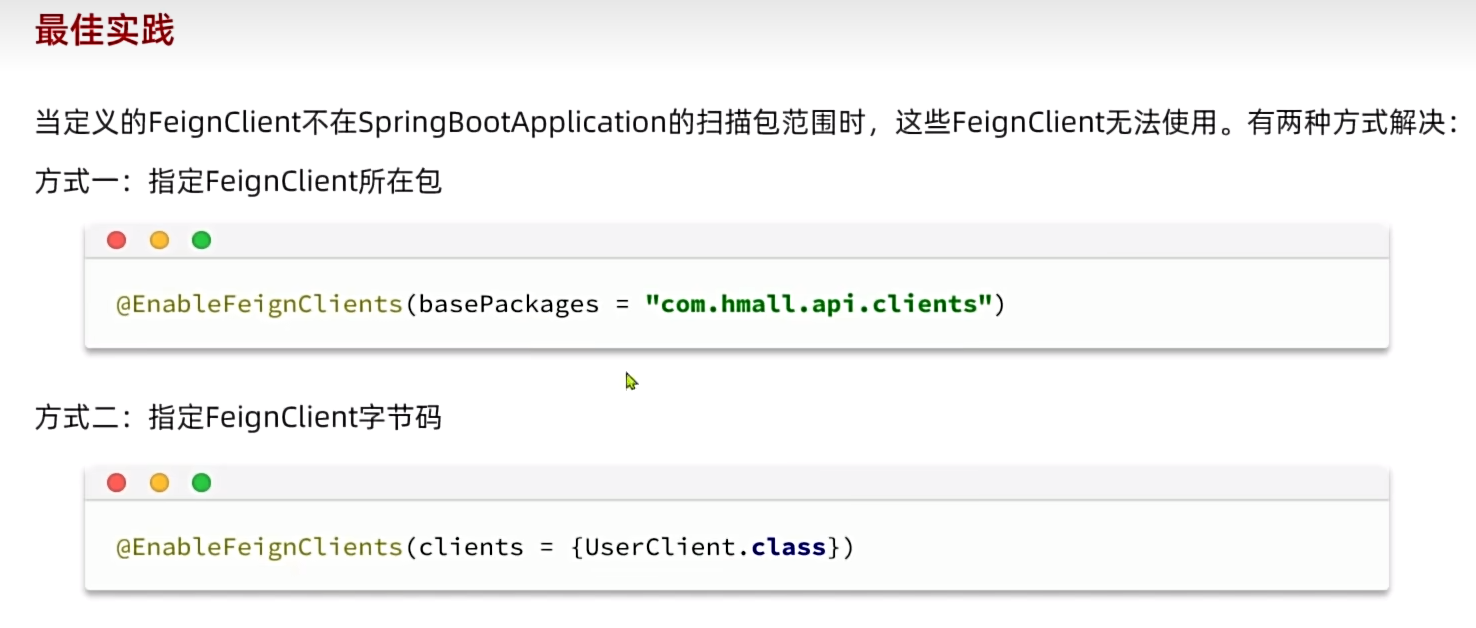 最佳实践
当定义的FeignClient不在SpringBootApplication的扫描包范围时，这些FeignClient无法使用。有两种方式解决：
方式一：指定FeignClient所在包
@EnableFeignClients(basePackages = "com.hmall.api.clients")
方式二：指定FeignClient字节码
@EnableFeignClients(clients = {UserClient.class})